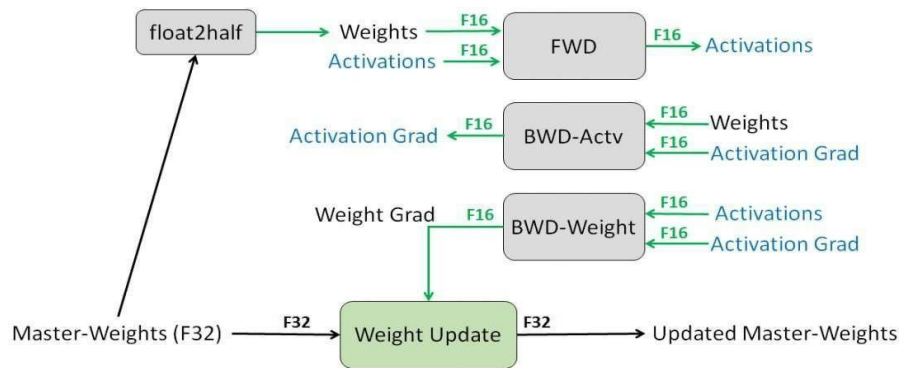 float2half
Weights F16 FWD F16 Activations
Activations F16
Activation Grad F16 BWD-Actv F16 Weights
F16 Activation Grad
Weight Grad F16 BWD-Weight F16 Activations
F16 Activation Grad
Master-Weights (F32) F32 Weight Update F32 Updated Master-Weights